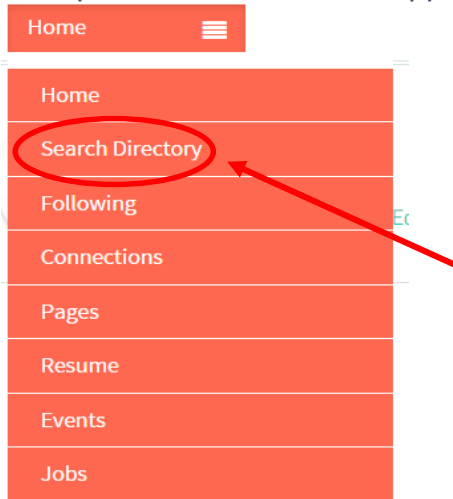 Home
Home
Search Directory
Following
Connections
Pages
Resume
Events
Jobs